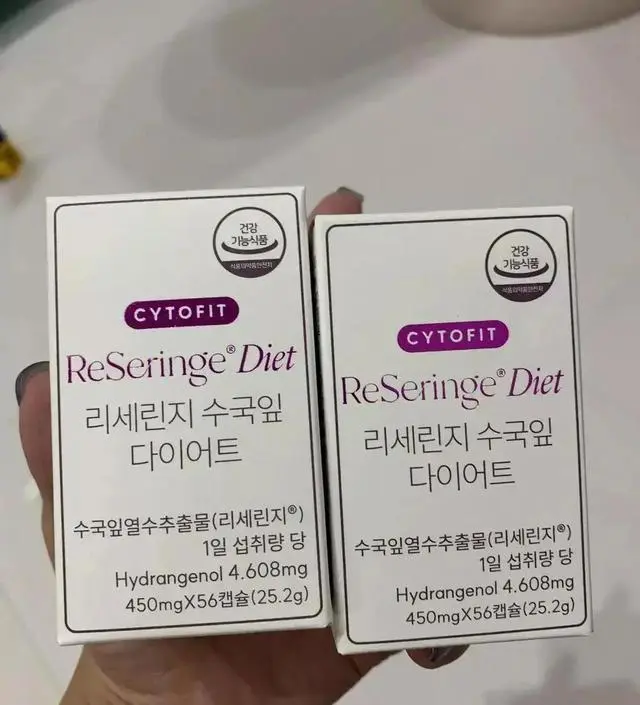 건강
기능식품
식품의약품안전처
CYTOFIT
ReSeringe® Diet
리세린지 수국잎
다이어트
수국잎열수추출물(리세린지®)
1일 섭취량 당
Hydrangenol 4.608mg
450mgX56캡슐(25.2g)
건강
기능식품
식품의약품안전처
CYTOFIT
ReSeringe® Diet
리세린지 수국잎
다이어트
수국잎열수추출물(리세린지®)
1일 섭취량 당
Hydrangenol 4.608mg
450mgX56캡슐(25.2g)